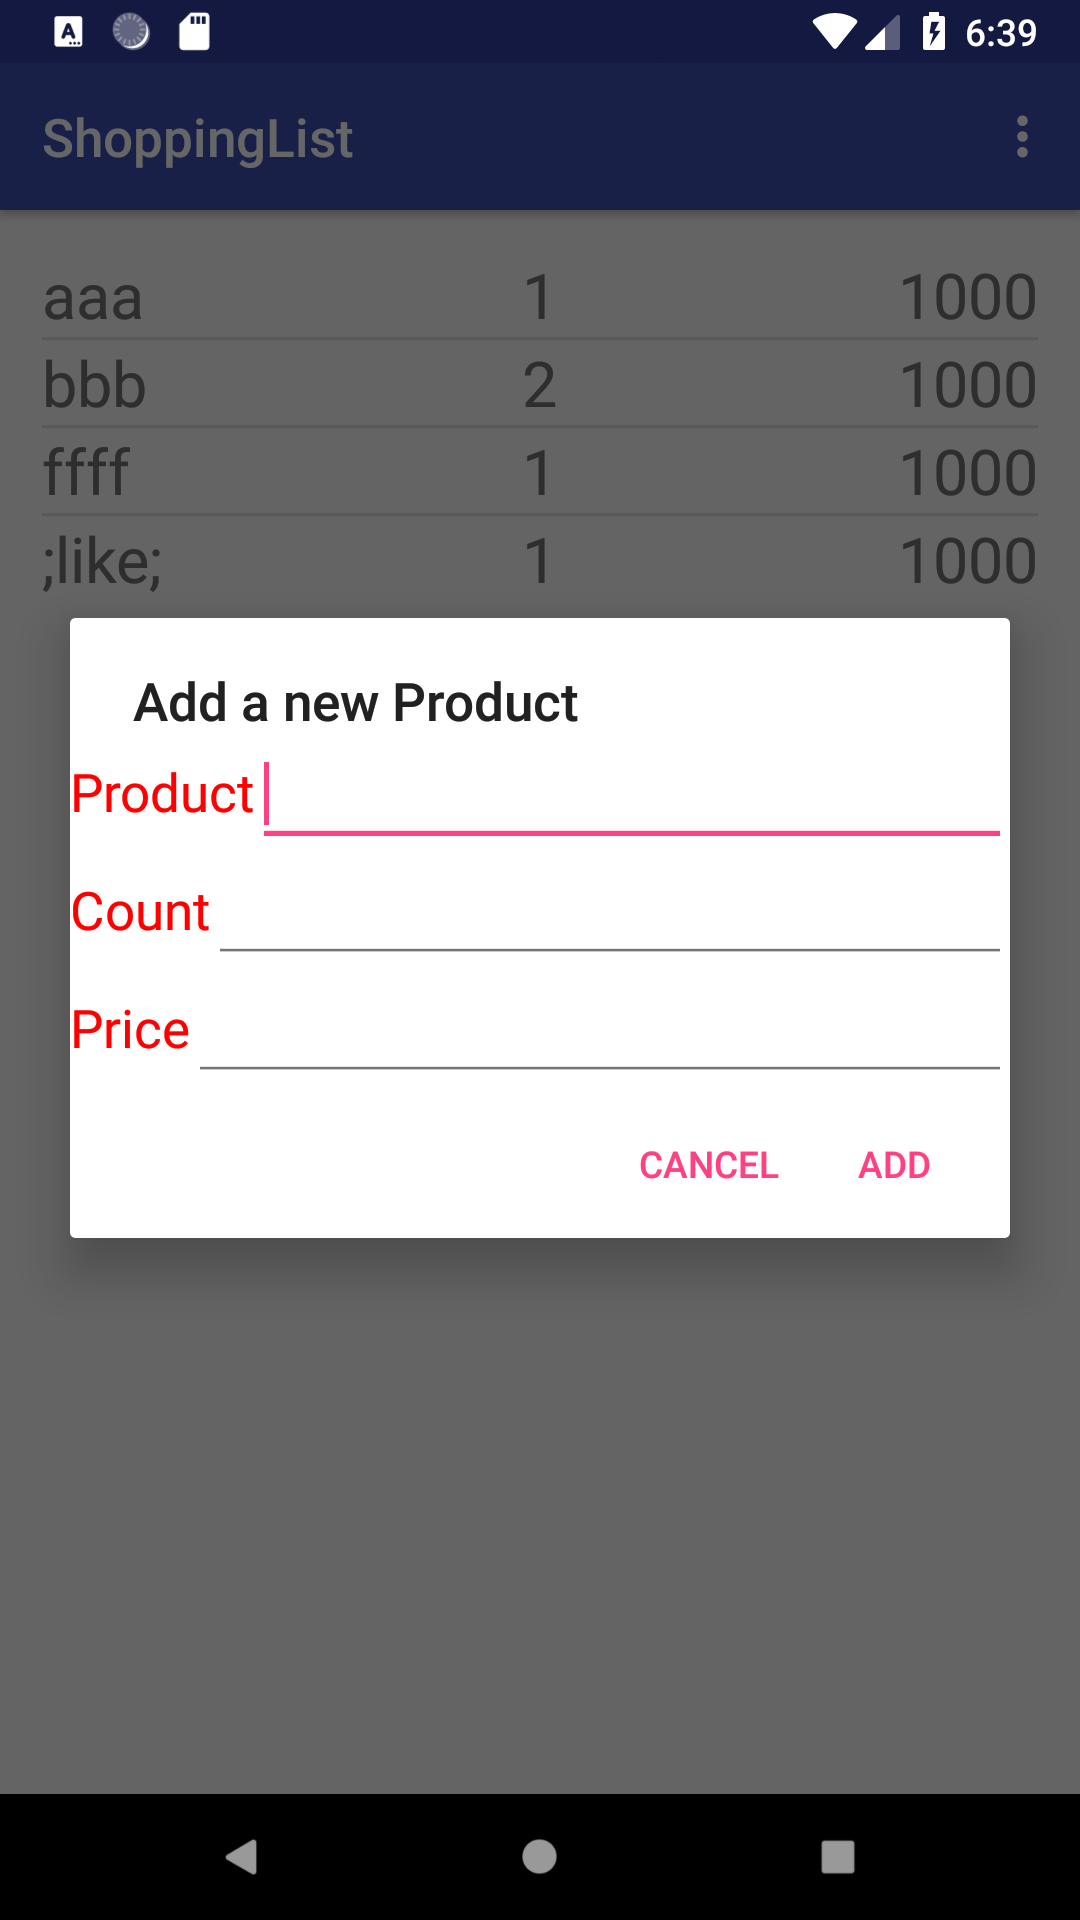 6:39
ShoppingList
aaa 1 1000
bbb 2 1000
ffff 1 1000
;like; 1 1000
Add a new Product
Product
Count
Price
CANCEL ADD